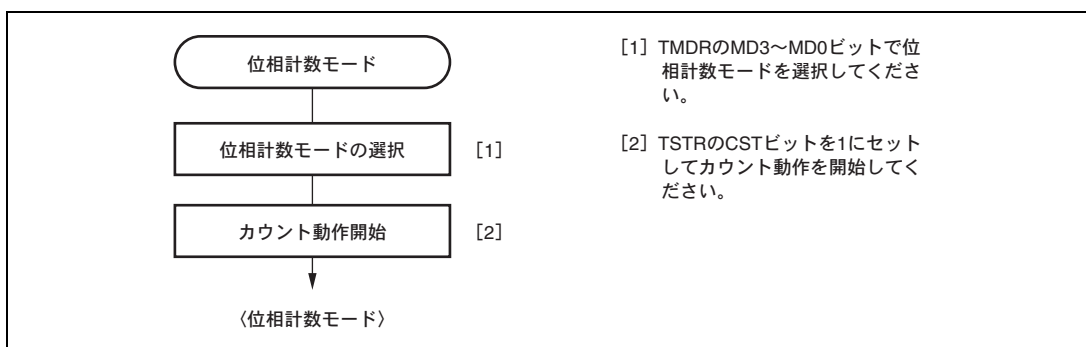 位相計数モード
位相計数モードの選択 [1]
カウント動作開始 [2]
〈位相計数モード〉
[1] TMDRのMD3～MD0ビットで位
相計数モードを選択してくださ
い。
[2] TSTRのCSTビットを1にセット
してカウント動作を開始してく
ださい。